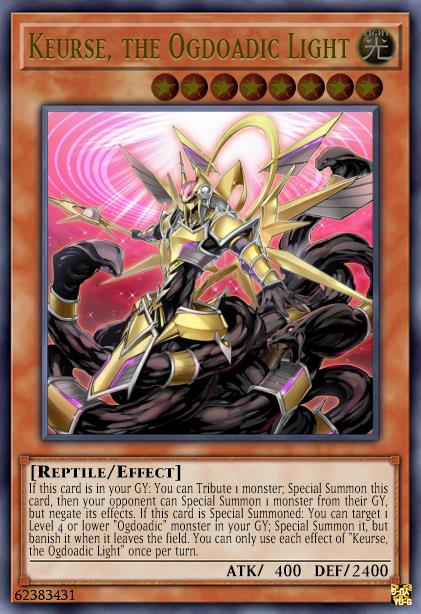 Keurse, the Ogdoadic Light
LIGHT
光
[Reptile/Effect]
If this card is in your GY: You can Tribute 1 monster; Special Summon this
card, then your opponent can Special Summon 1 monster from their GY,
but negate its effects. If this card is Special Summoned: You can target 1
Level 4 or lower "Ogdoadic" monster in your GY; Special Summon it, but
banish it when it leaves the field. You can only use each effect of "Keurse,
the Ogdoadic Light" once per turn.
ATK/ 400 DEF/2400
62383431